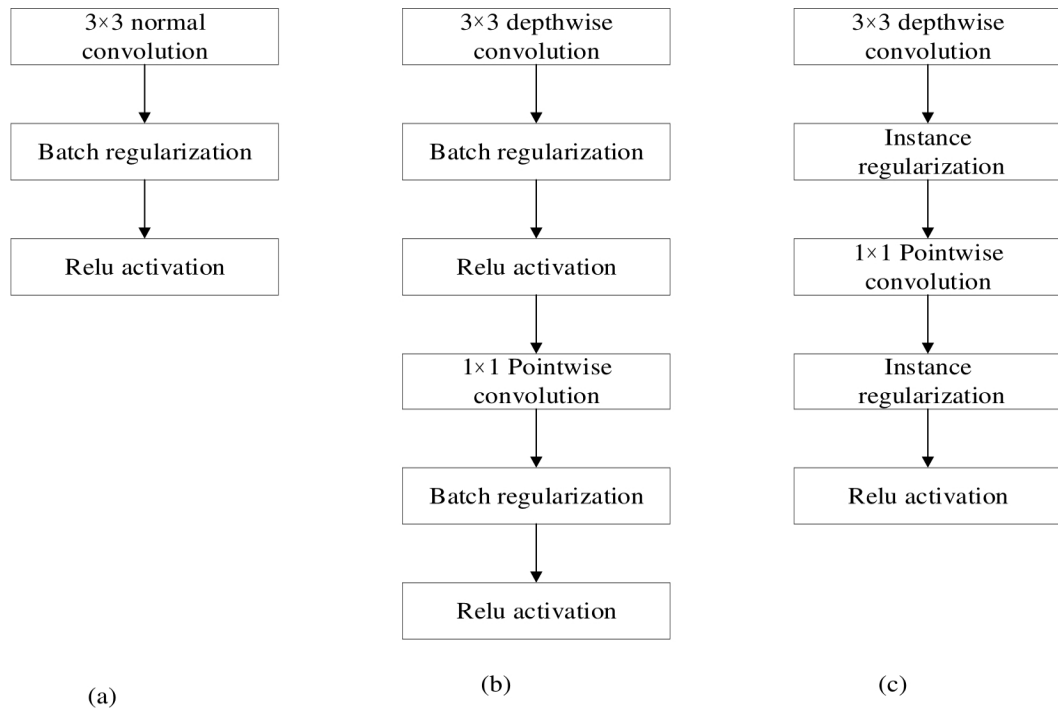 3×3 normal
convolution
Batch regularization
Relu activation
(a)
3×3 depthwise
convolution
Batch regularization
Relu activation
1×1 Pointwise
convolution
Batch regularization
Relu activation
(b)
3×3 depthwise
convolution
Instance
regularization
1×1 Pointwise
convolution
Instance
regularization
Relu activation
(c)